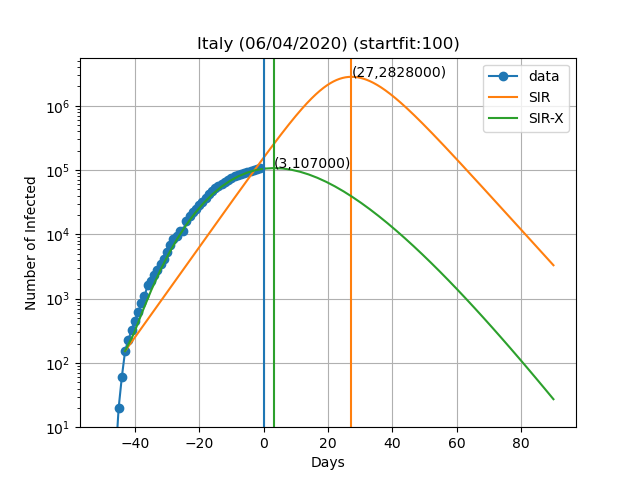 Italy (06/04/2020) (startfit:100)
data
SIR
SIR-X
(27,2828000)
(3,107000)
Number of Infected
10⁶
10⁵
10⁴
10³
10²
10¹
−40 −20 0 20 40 60 80
Days